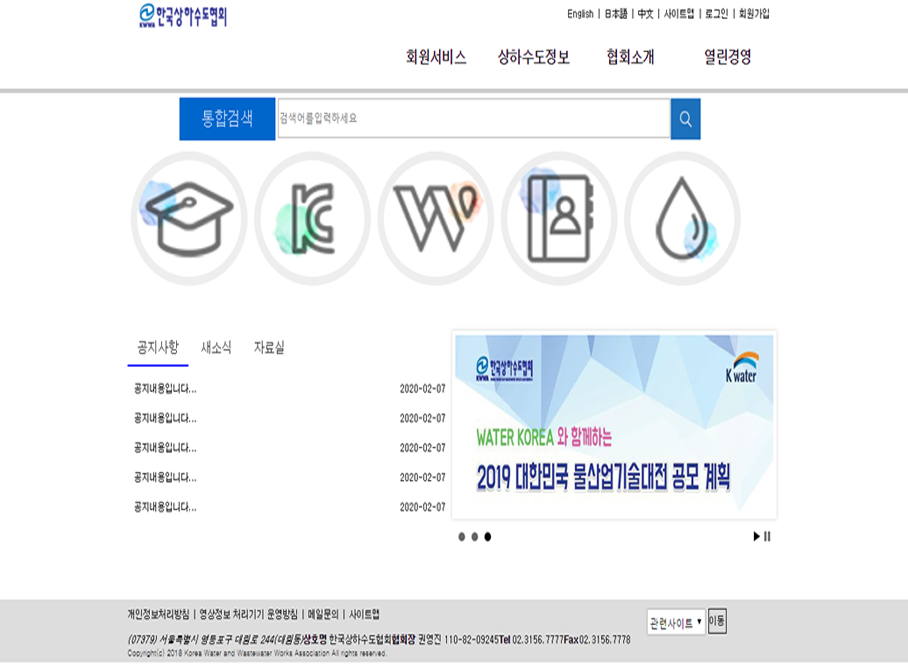 한국상하수도협회
KWWA
English | 日本語 | 中文 | 사이트맵 | 로그인 | 회원가입
회원서비스 상하수도정보 협회소개 열린경영
통합검색 검색어를입력하세요
공지사항 새소식 자료실
공지내용입니다... 2020-02-07
공지내용입니다... 2020-02-07
공지내용입니다... 2020-02-07
공지내용입니다... 2020-02-07
공지내용입니다... 2020-02-07
한국상하수도협회
KWWA
K water
WATER KOREA 와 함께하는
2019 대한민국 물산업기술대전 공모 계획
개인정보처리방침 | 영상정보 처리기기 운영방침 | 메일문의 | 사이트맵
관련사이트 이동
(07379) 서울특별시 영등포구 대림로 244(대림동)상호명 한국상하수도협회협회장 권영진 110-82-09245Tel 02.3156.7777Fax02.3156.7778
Copyright(c) 2018 Korea Water and Wastewater Works Association All rights reserved.